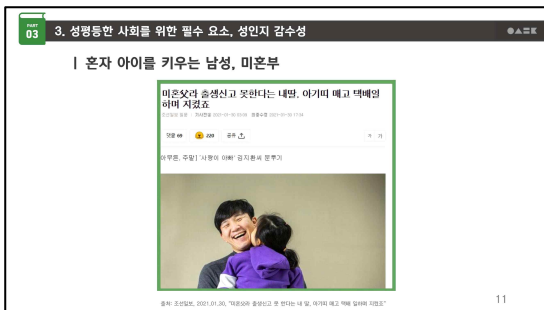 PART
03
3. 성평등한 사회를 위한 필수 요소, 성인지 감수성
| 혼자 아이를 키우는 남성, 미혼부
미혼父라 출생신고 못한다는 내딸, 아기띠 매고 택배일
하며 지켰죠
댓글 69 220 공유 가 가
아무튼, 주말] '사랑이 아빠' 김지환씨 분투기
출처: 조선일보, 2021.01.30, "미혼父라 출생신고 못 한다는 내 딸, 아기띠 매고 택배 일하며 지켰죠"
11